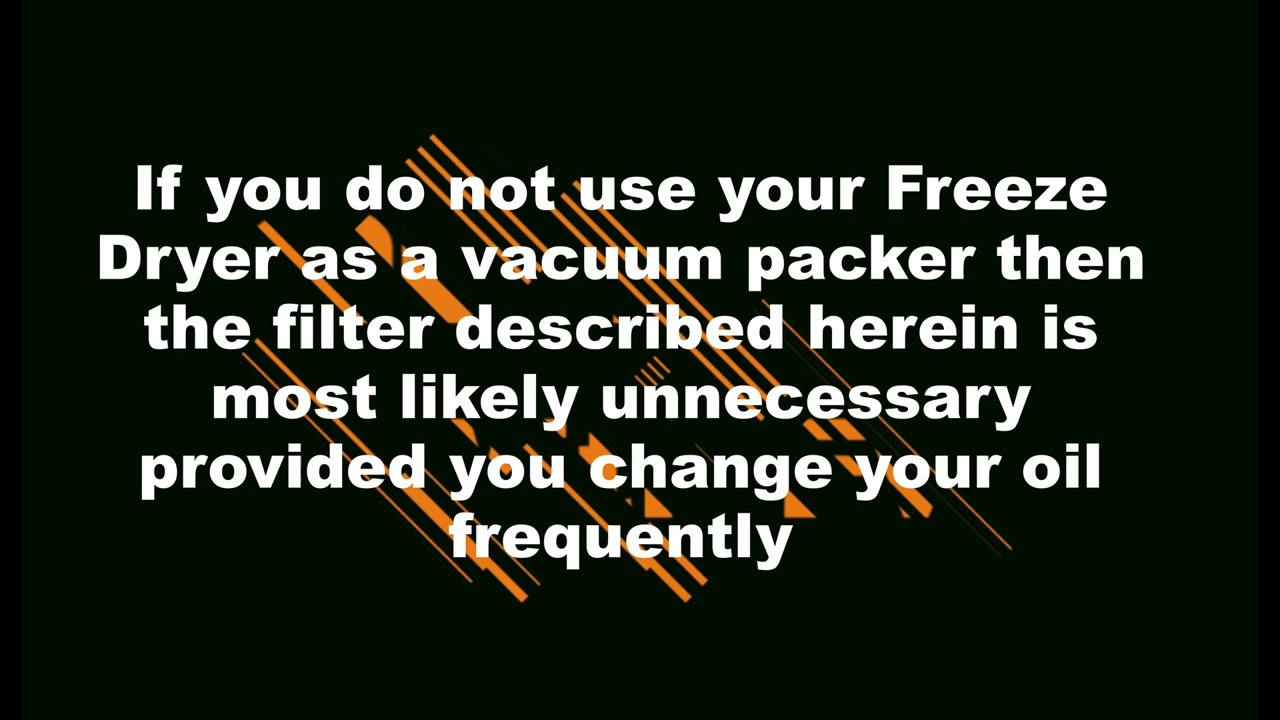 If you do not use your Freeze
Dryer as a vacuum packer then
the filter described herein is
most likely unnecessary
provided you change your oil
frequently